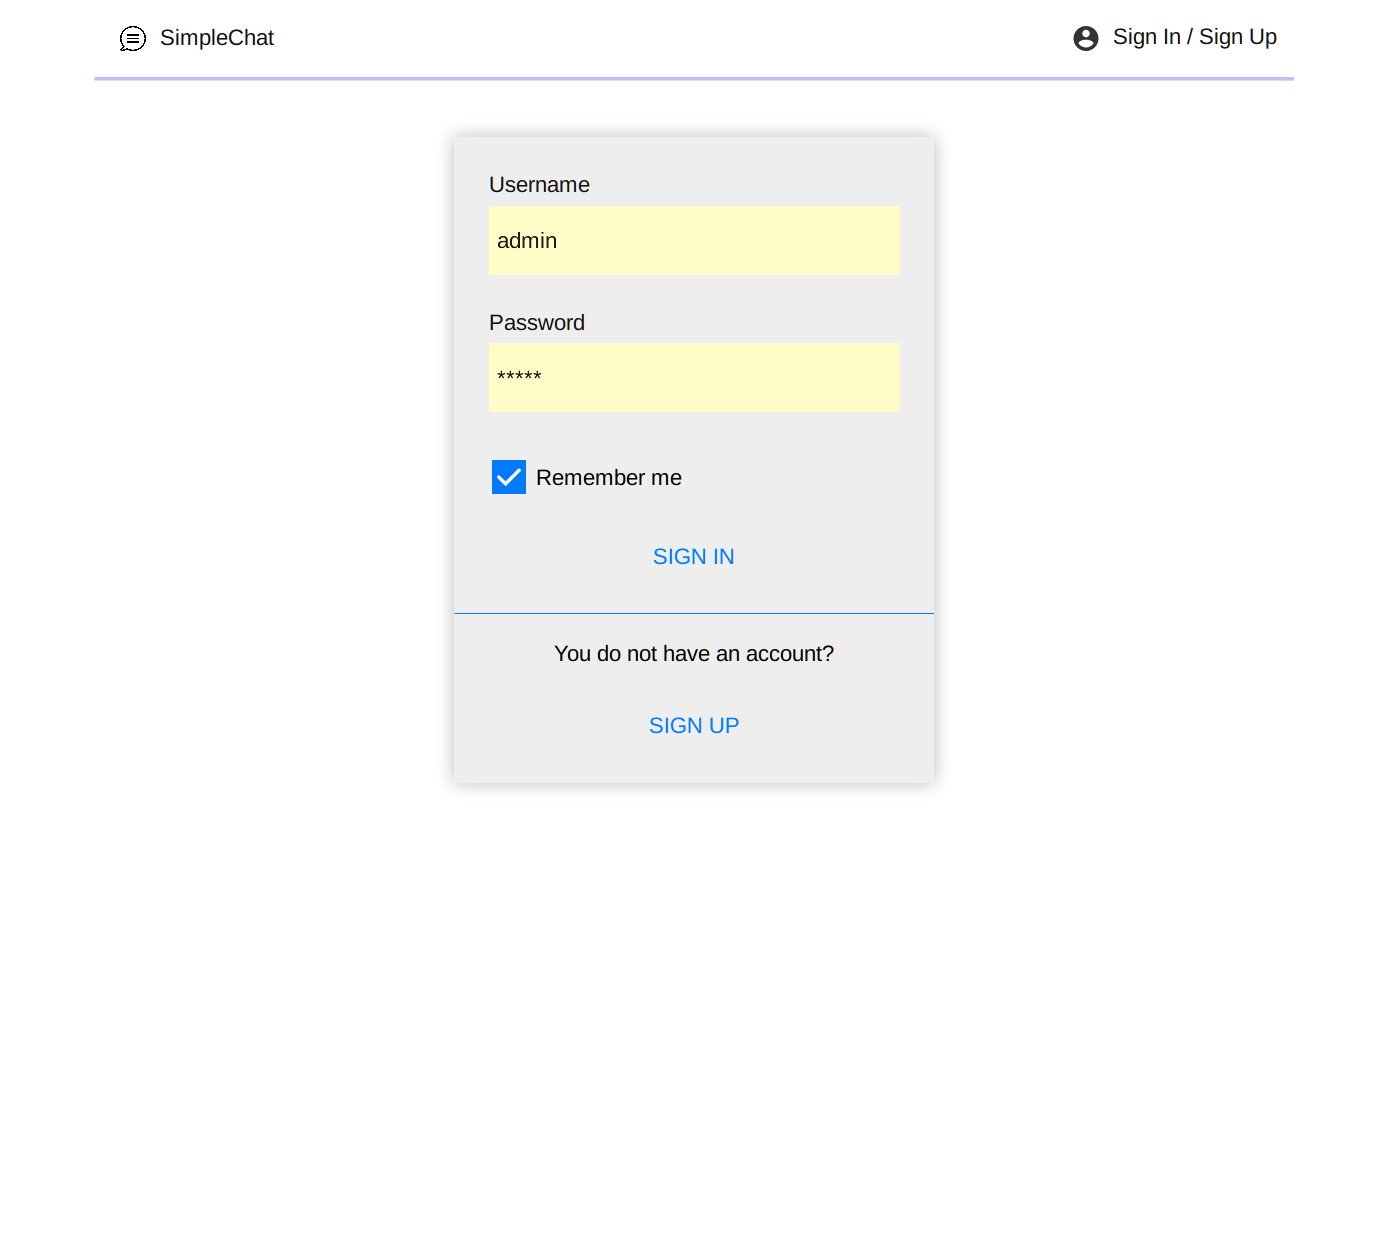 SimpleChat
Sign In / Sign Up
Username
admin
Password
*****
Remember me
SIGN IN
You do not have an account?
SIGN UP